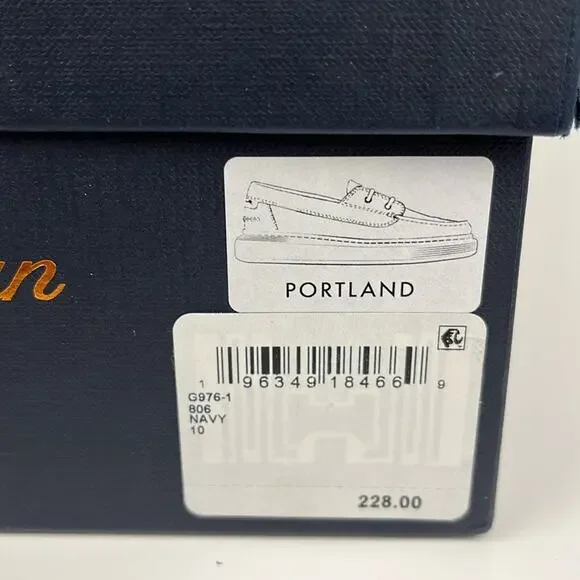 PORTLAND
1 96349 18466 9
G976-1
806
NAVY
10
228.00